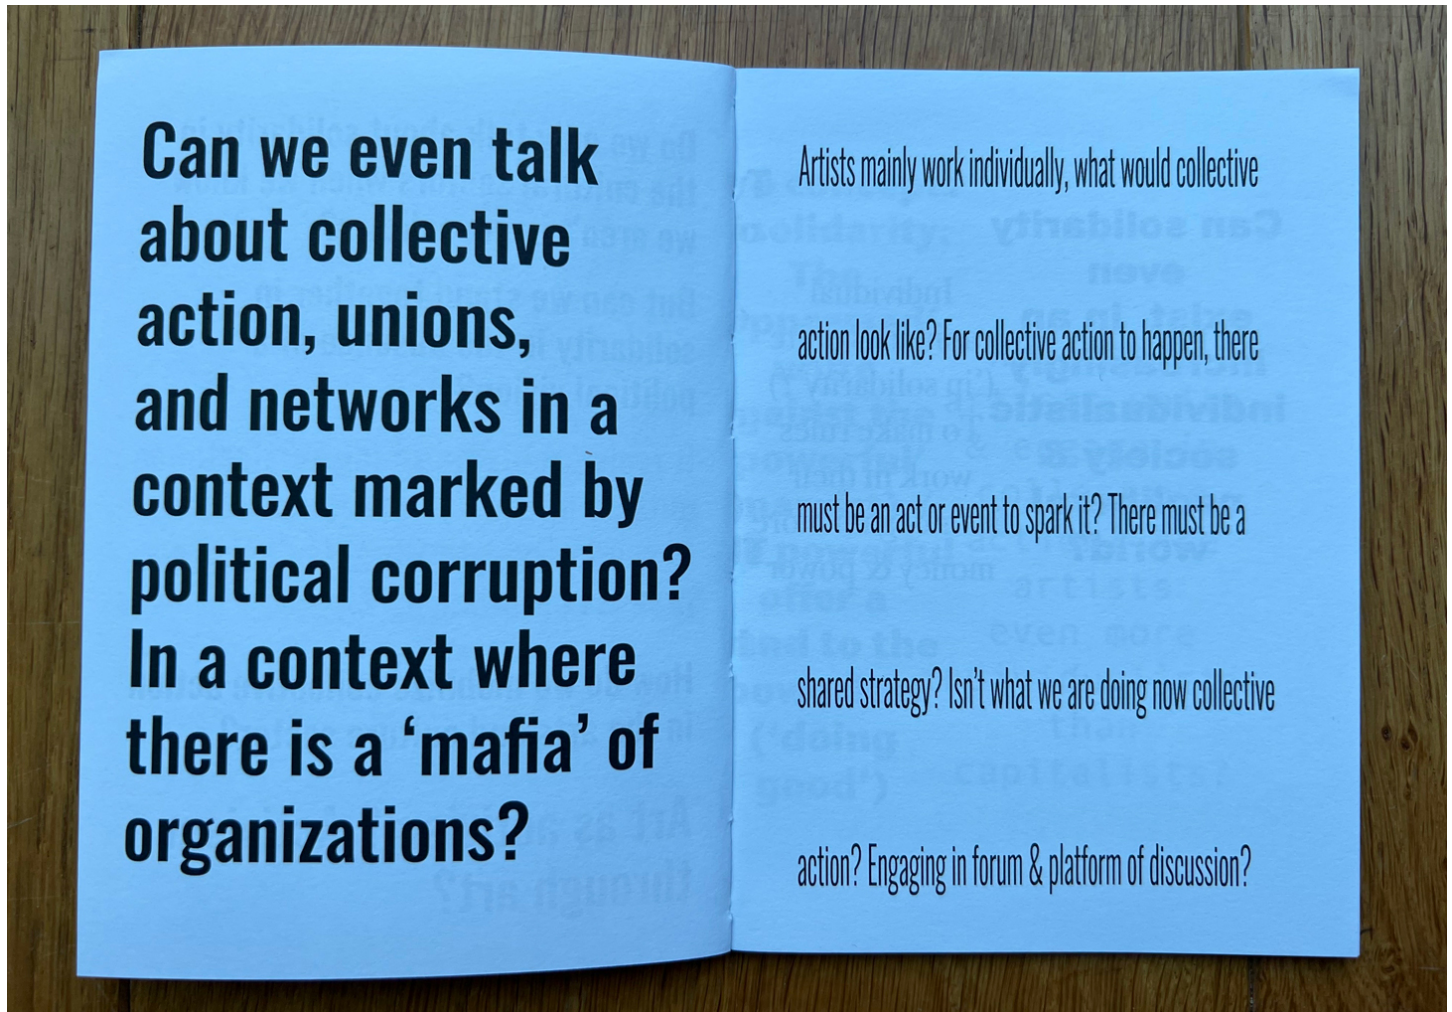 Can we even talk
about collective
action, unions,
and networks in a
context marked by
political corruption?
In a context where
there is a ‘mafia’ of
organizations?
Artists mainly work individually, what would collective
action look like? For collective action to happen, there
must be an act or event to spark it? There must be a
shared strategy? Isn’t what we are doing now collective
action? Engaging in forum & platform of discussion?